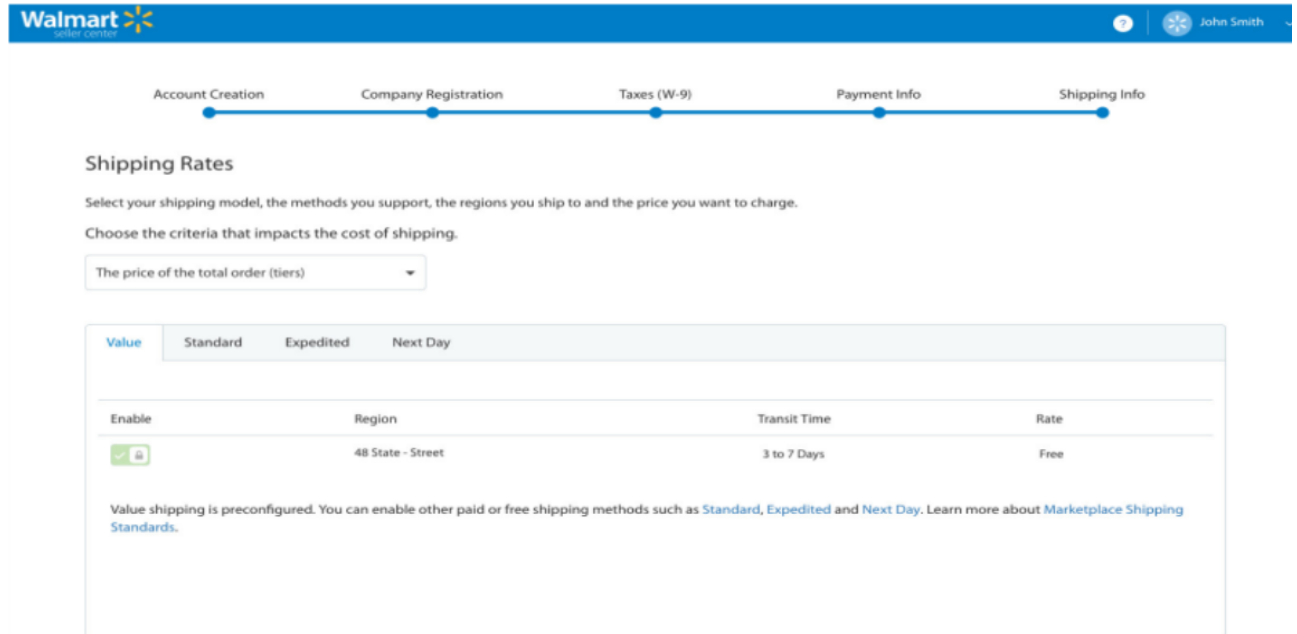 Walmart
seller center
? John Smith
Account Creation Company Registration Taxes (W-9) Payment Info Shipping Info
Shipping Rates
Select your shipping model, the methods you support, the regions you ship to and the price you want to charge.
Choose the criteria that impacts the cost of shipping.
The price of the total order (tiers)
Value Standard Expedited Next Day
Enable Region Transit Time Rate
48 State - Street 3 to 7 Days Free
Value shipping is preconfigured. You can enable other paid or free shipping methods such as Standard, Expedited and Next Day. Learn more about Marketplace Shipping
Standards.